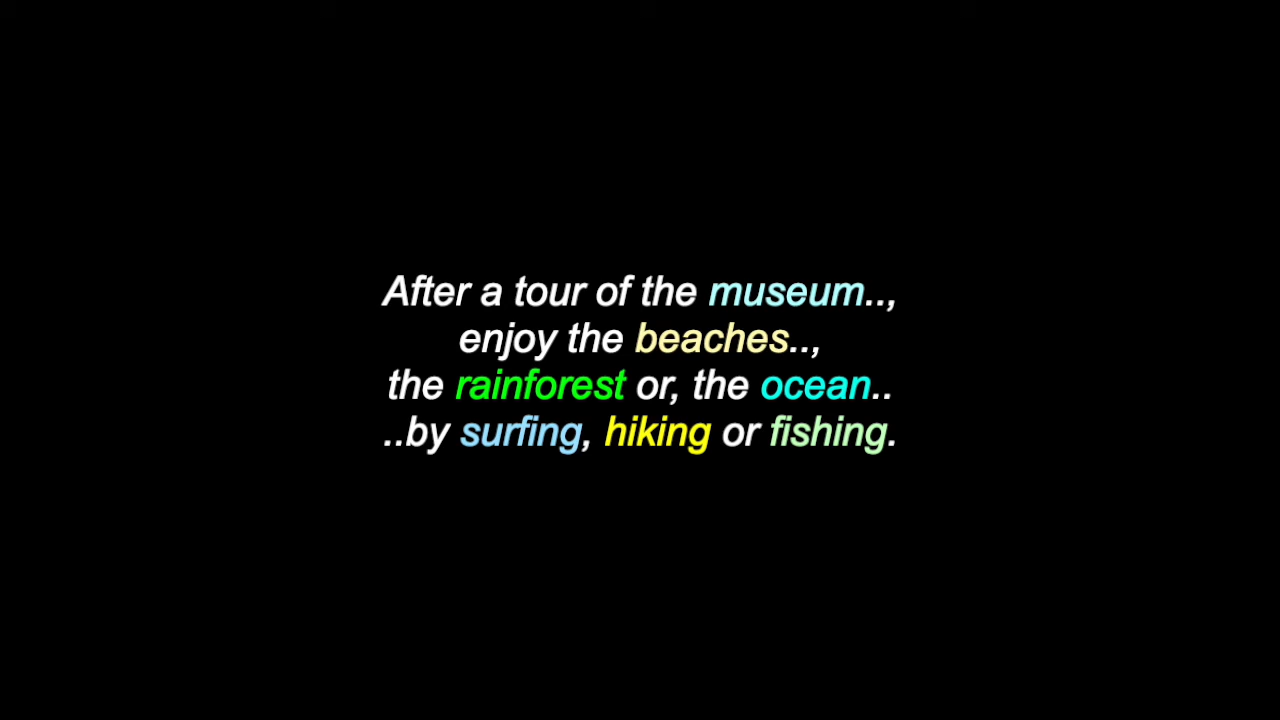 After a tour of the museum..,
enjoy the beaches..,
the rainforest or, the ocean..
..by surfing, hiking or fishing.